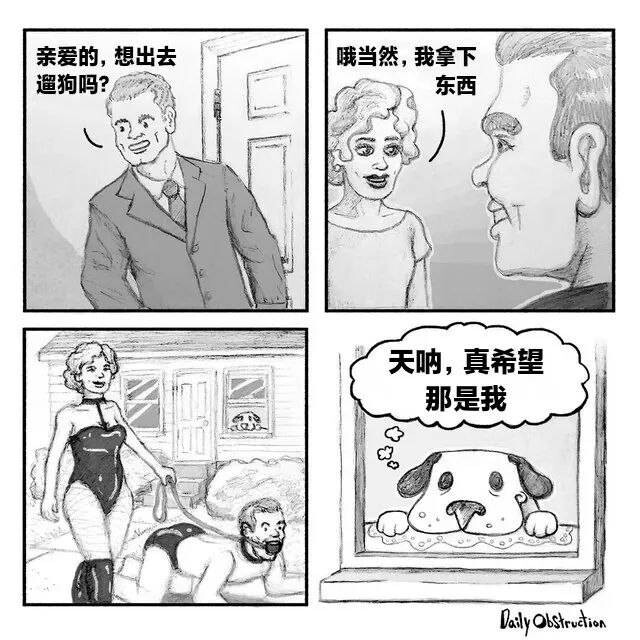 亲爱的，想出去
遛狗吗?
哦当然，我拿下
东西
天呐，真希望
那是我
Daily Obstruction